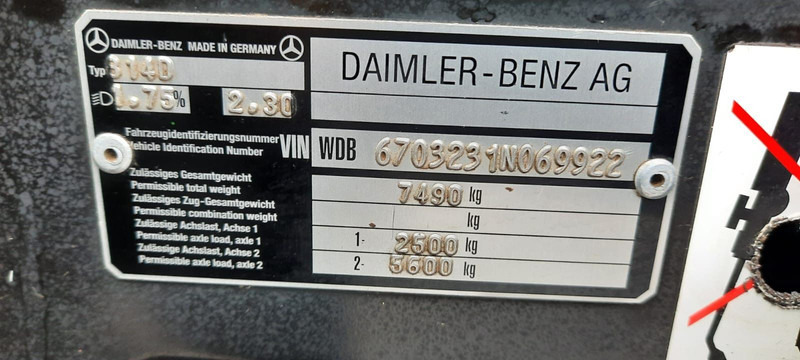 DAIMLER-BENZ MADE IN GERMANY
Typ 814D
1.75% 2.30
DAIMLER-BENZ AG
Fahrzeugidentifizierungsnummer
Vehicle Identification Number
VIN WDB 6703231N069922
Zulässiges Gesamtgewicht
Permissible total weight
7490 kg
Zulässiges Zug-Gesamtgewicht
Permissible combination weight
kg
Zulässige Achslast, Achse 1
Permissible axle load, axle 1
1- 2500 kg
Zulässige Achslast, Achse 2
Permissible axle load, axle 2
2- 5600 kg